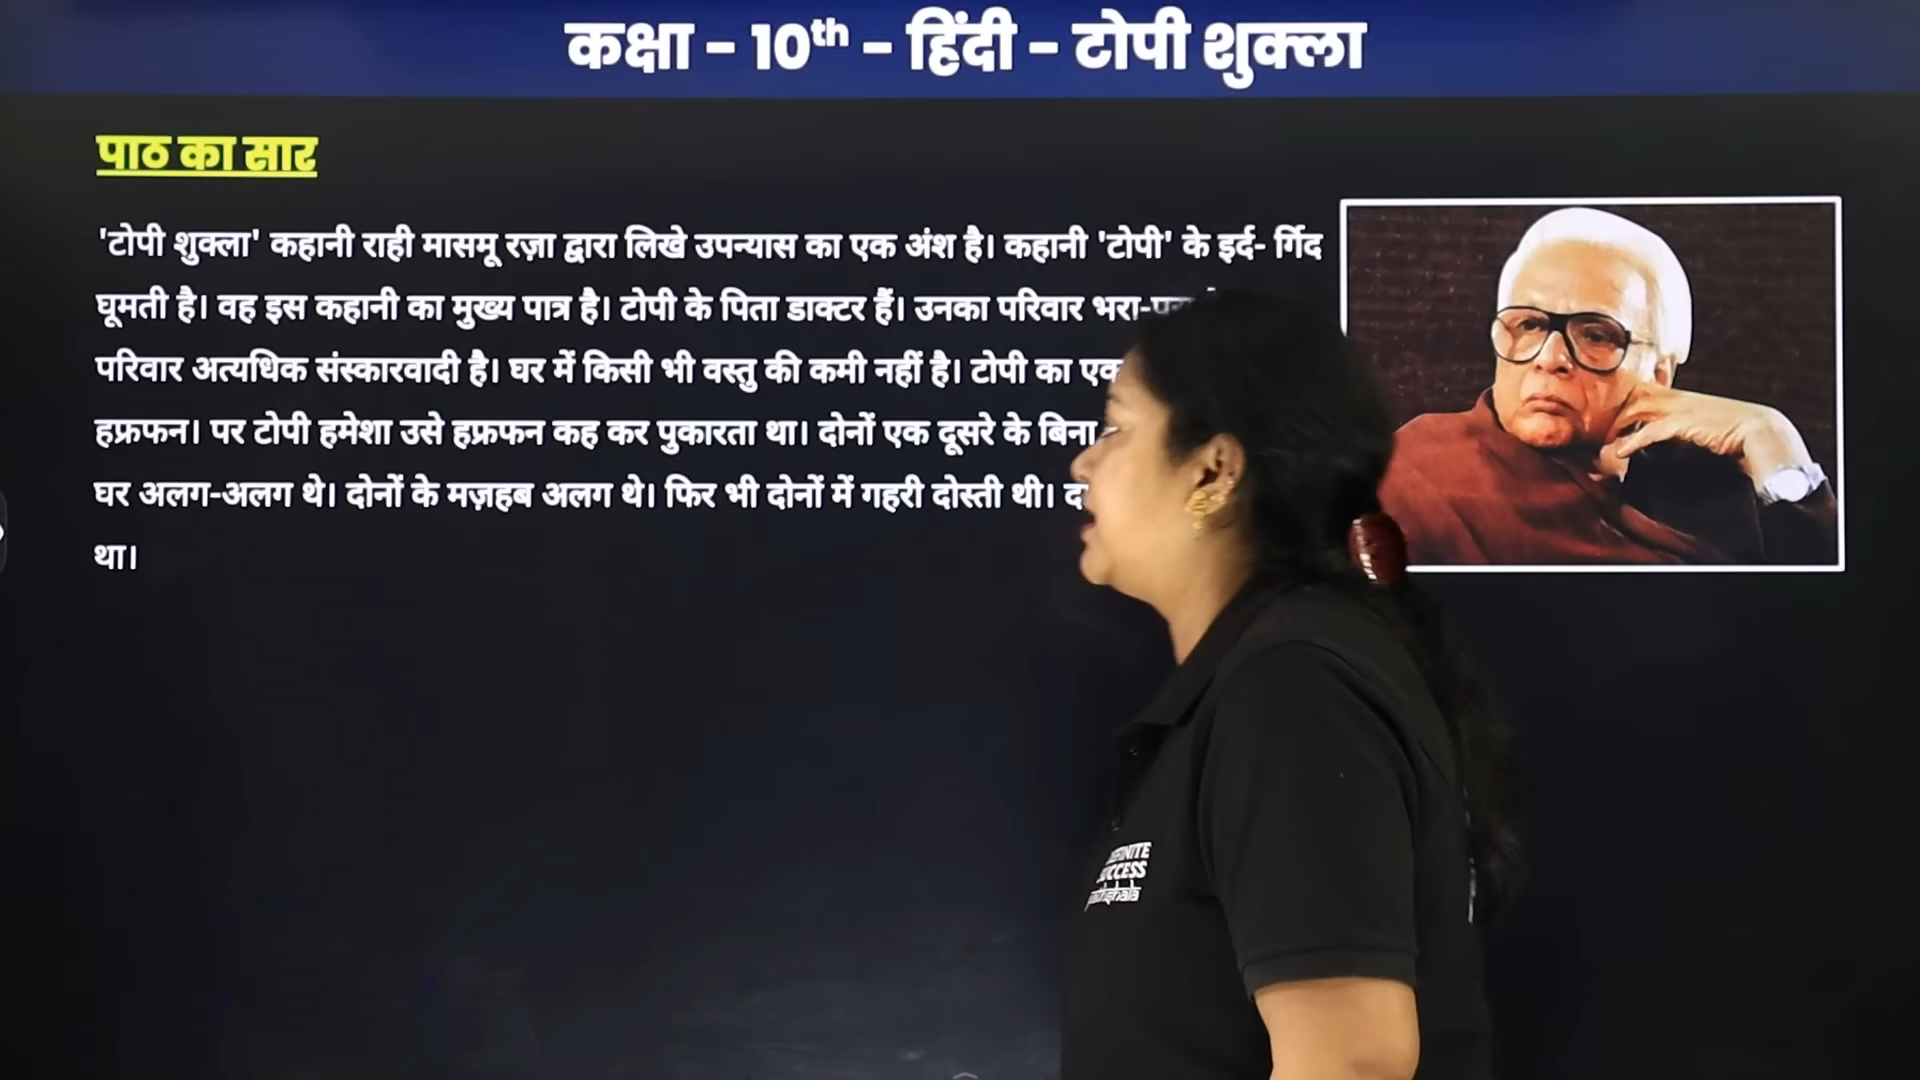 कक्षा - 10th - हिंदी - टोपी शुक्ला
पाठ का सार
'टोपी शुक्ला' कहानी राही मासमू रज़ा द्वारा लिखे उपन्यास का एक अंश है। कहानी 'टोपी' के इर्द- र्गिद
घूमती है। वह इस कहानी का मुख्य पात्र है। टोपी के पिता डाक्टर हैं। उनका परिवार
परिवार अत्यधिक संस्कारवादी है। घर में किसी भी वस्तु की कमी नहीं है। टोपी का
हफ्रफन। पर टोपी हमेशा उसे हफ्रफन कह कर पुकारता था। दोनों एक दूसरे के बिना
घर अलग-अलग थे। दोनों के मज़हब अलग थे। फिर भी दोनों में गहरी दोस्ती थी।
था।